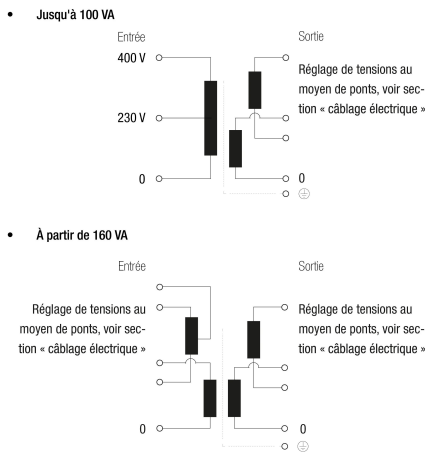 • Jusqu'à 100 VA
Entrée
Sortie
400 V
Réglage de tensions au
moyen de ponts, voir sec-
tion « câblage électrique »
230 V
0
0
• À partir de 160 VA
Entrée
Sortie
Réglage de tensions au
moyen de ponts, voir sec-
tion « câblage électrique »
Réglage de tensions au
moyen de ponts, voir sec-
tion « câblage électrique »
0
0